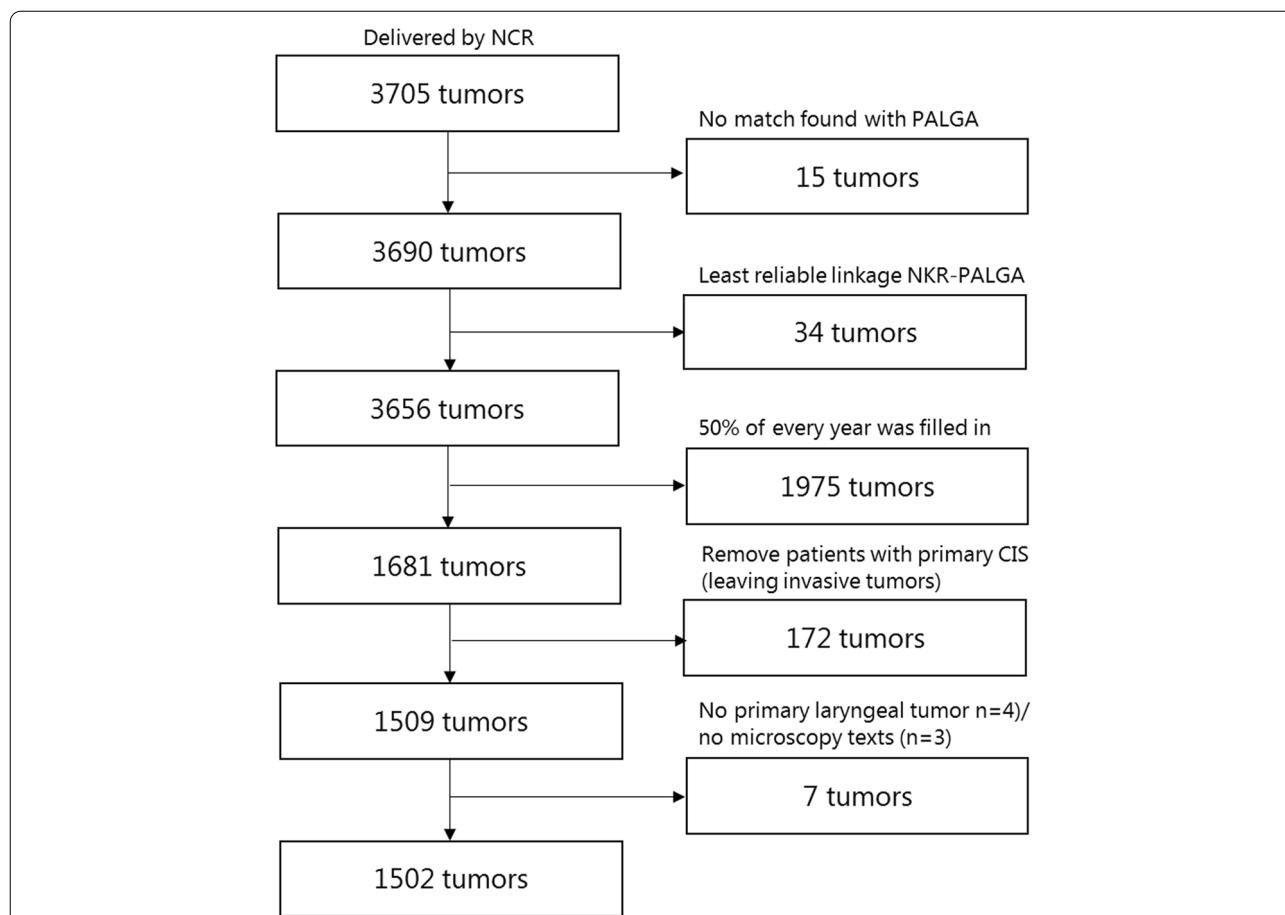 Delivered by NCR
3705 tumors
No match found with PALGA
15 tumors
3690 tumors
Least reliable linkage NKR-PALGA
34 tumors
3656 tumors
50% of every year was filled in
1975 tumors
1681 tumors
Remove patients with primary CIS
(leaving invasive tumors)
172 tumors
1509 tumors
No primary laryngeal tumor n=4)/
no microscopy texts (n=3)
7 tumors
1502 tumors